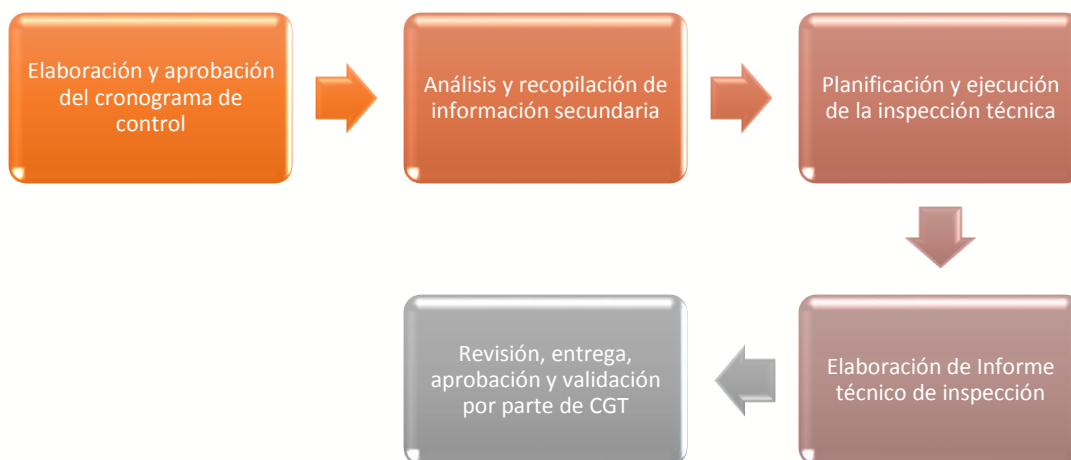 Elaboración y aprobación
del cronograma de
control
Análisis y recopilación de
información secundaria
Planificación y ejecución
de la inspección técnica
Elaboración de Informe
técnico de inspección
Revisión, entrega,
aprobación y validación
por parte de CGT